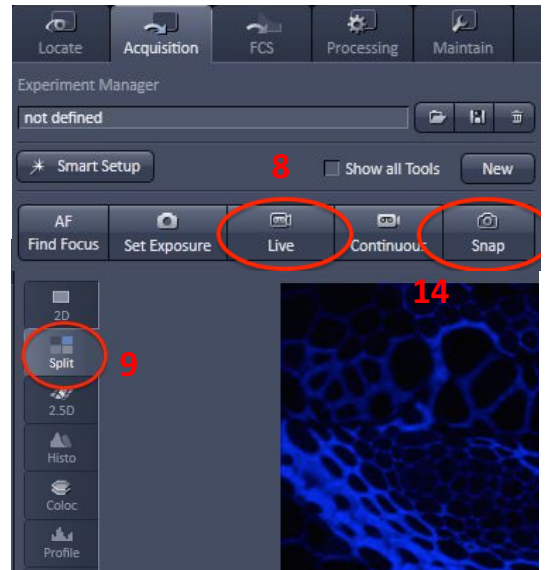 Locate Acquisition FCS Processing Maintain
Experiment Manager
not defined
8
Smart Setup Show all Tools New
AF
Find Focus Set Exposure Live Continuous Snap
14
2D
Split
9
2.5D
Histo
Coloc
Profile